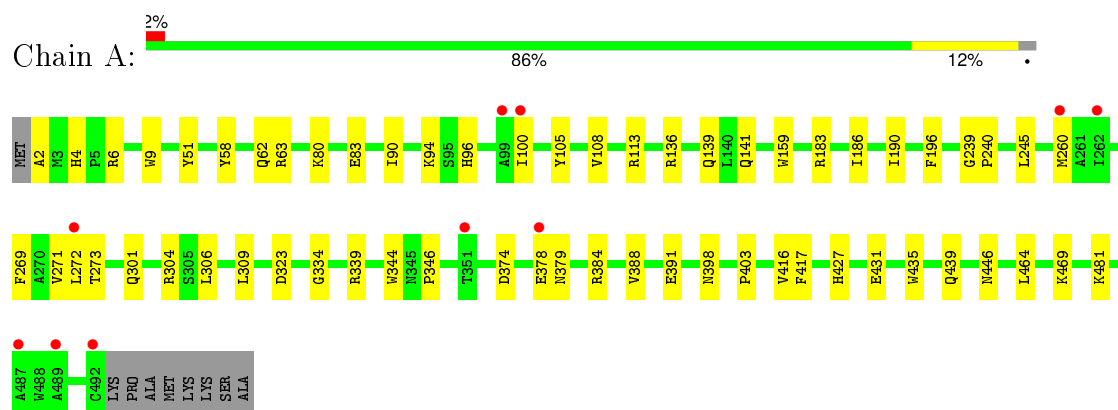 2%
Chain A:
86% 12% •
MET A2 M3 H4 P5 R6 W9 Y51 Y58 Q62 R63 K80 E83 I90 K94 S95 H96 A99 I100 Y105 V108 R113 R136 Q139 L140 Q141 W159 R183 I186 I190 F196 G239 P240 L245 M260 A261 I262
F269 A270 V271 L272 T273 Q301 R304 S305 L306 L309 D323 G334 R339 W344 N345 P346 T351 D374 E378 N379 R384 V388 E391 N398 P403 V416 F417 H427 E431 W435 Q439 N446 L464 K469 K481
A487 W488 A489 C492 LYS PRO ALA MET LYS LYS SER ALA